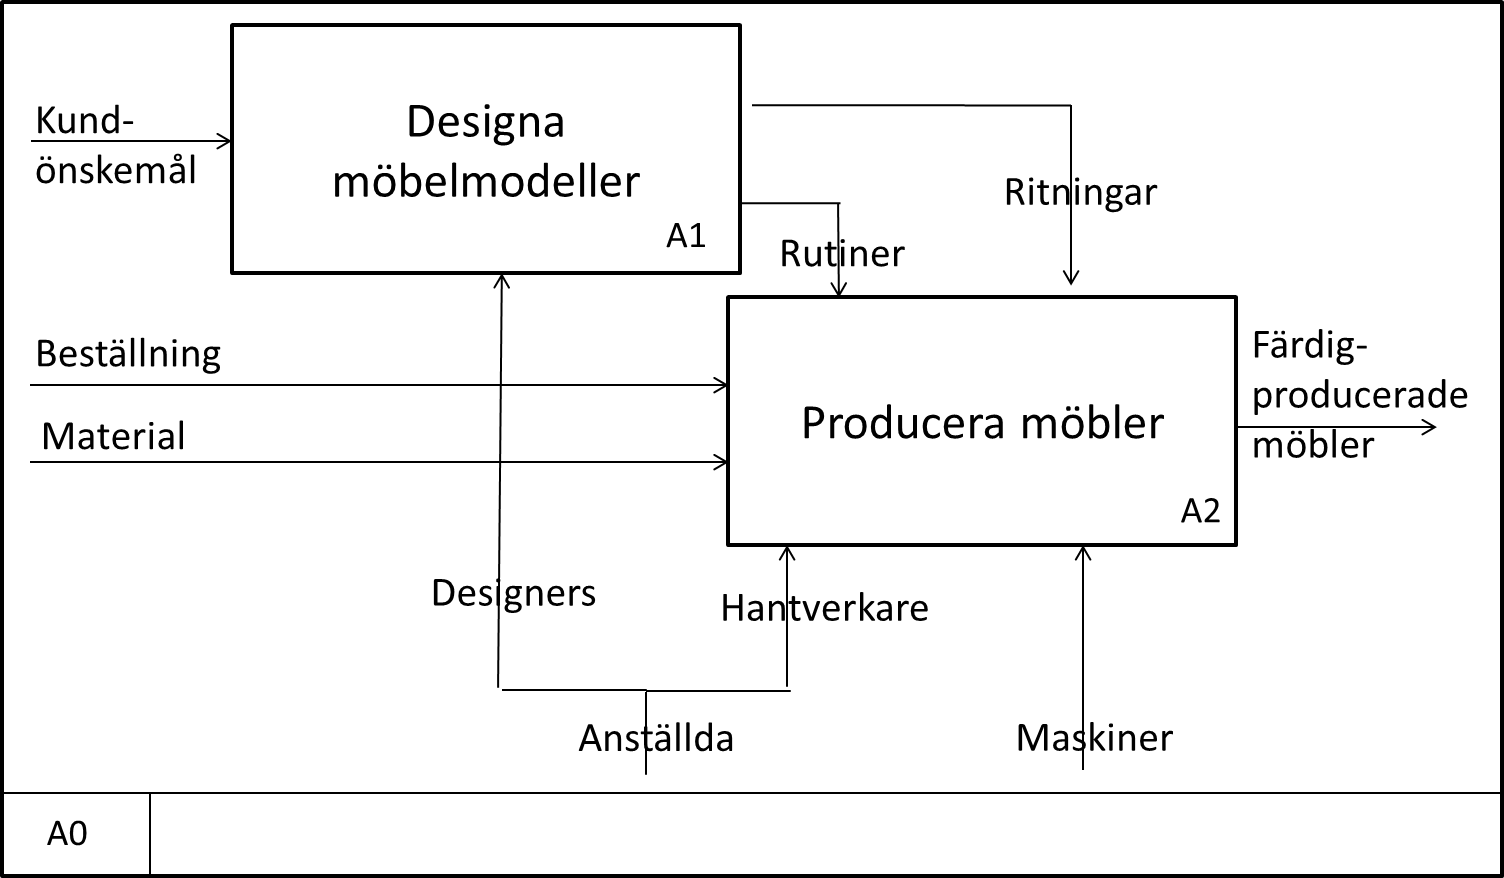 Kund-
önskemål
Designa
möbelmodeller
A1
Ritningar
Rutiner
Beställning
Material
Producera möbler
A2
Färdig-
producerade
möbler
Designers
Hantverkare
Anställda
Maskiner
A0